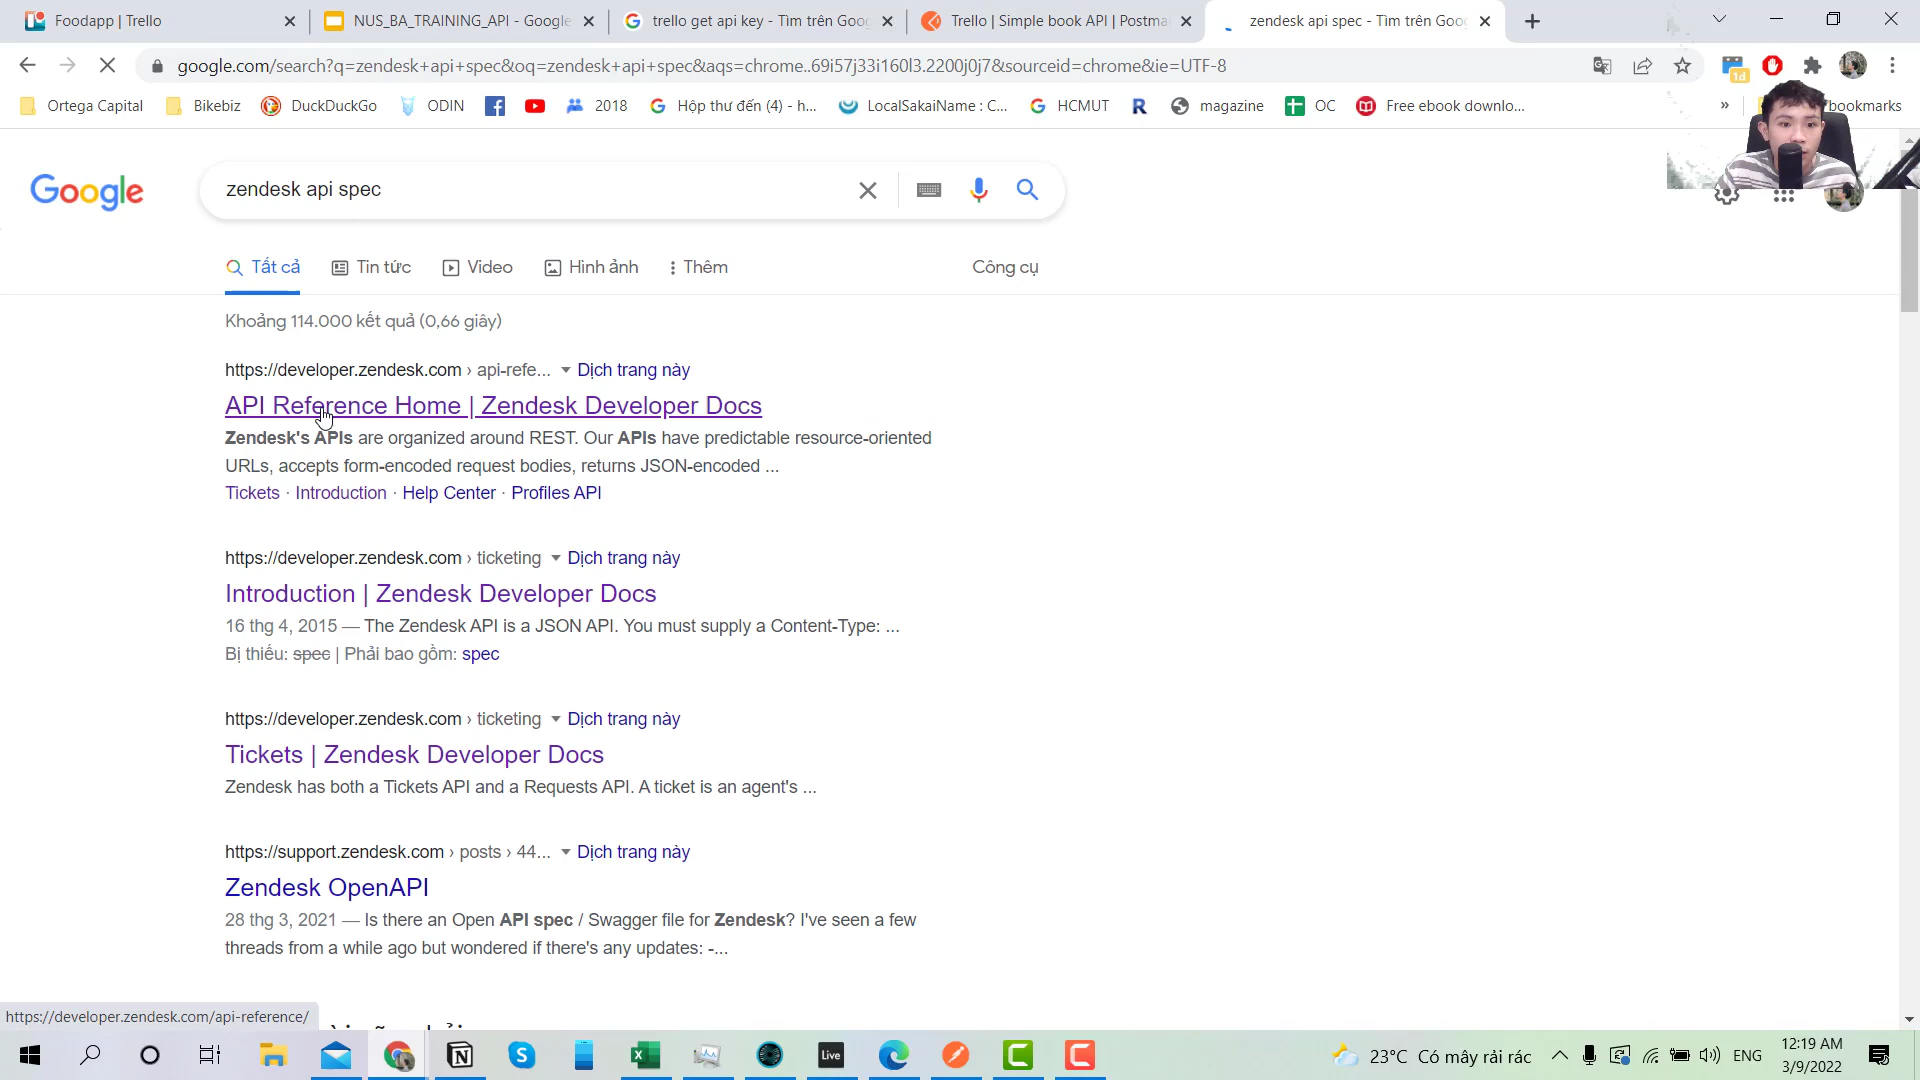 Foodapp | Trello
NUS_BA_TRAINING_API - Google
trello get api key - Tìm trên Goo
Trello | Simple book API | Postma
zendesk api spec - Tìm trên Goo
google.com/search?q=zendesk+api+spec&oq=zendesk+api+spec&aqs=chrome..69i57j33i160l3.2200j0j7&sourceid=chrome&ie=UTF-8
1d
Ortega Capital
Bikebiz
DuckDuckGo
ODIN
2018
Hộp thư đến (4) - h...
LocalSakaiName : C...
HCMUT
R
magazine
OC
Free ebook downlo...
»
bookmarks
Google
zendesk api spec
Tất cả
Tin tức
Video
Hình ảnh
Thêm
Công cụ
Khoảng 114.000 kết quả (0,66 giây)
https://developer.zendesk.com › api-refe... Dịch trang này
API Reference Home | Zendesk Developer Docs
Zendesk's APIs are organized around REST. Our APIs have predictable resource-oriented
URLs, accepts form-encoded request bodies, returns JSON-encoded ...
Tickets · Introduction · Help Center · Profiles API
https://developer.zendesk.com › ticketing Dịch trang này
Introduction | Zendesk Developer Docs
16 thg 4, 2015 — The Zendesk API is a JSON API. You must supply a Content-Type: ...
Bị thiếu: spec | Phải bao gồm: spec
https://developer.zendesk.com › ticketing Dịch trang này
Tickets | Zendesk Developer Docs
Zendesk has both a Tickets API and a Requests API. A ticket is an agent's ...
https://support.zendesk.com › posts › 44... Dịch trang này
Zendesk OpenAPI
28 thg 3, 2021 — Is there an Open API spec / Swagger file for Zendesk? I've seen a few
threads from a while ago but wondered if there's any updates: -...
https://developer.zendesk.com/api-reference/
Live
23°C Có mây rải rác
ENG
12:19 AM
3/9/2022